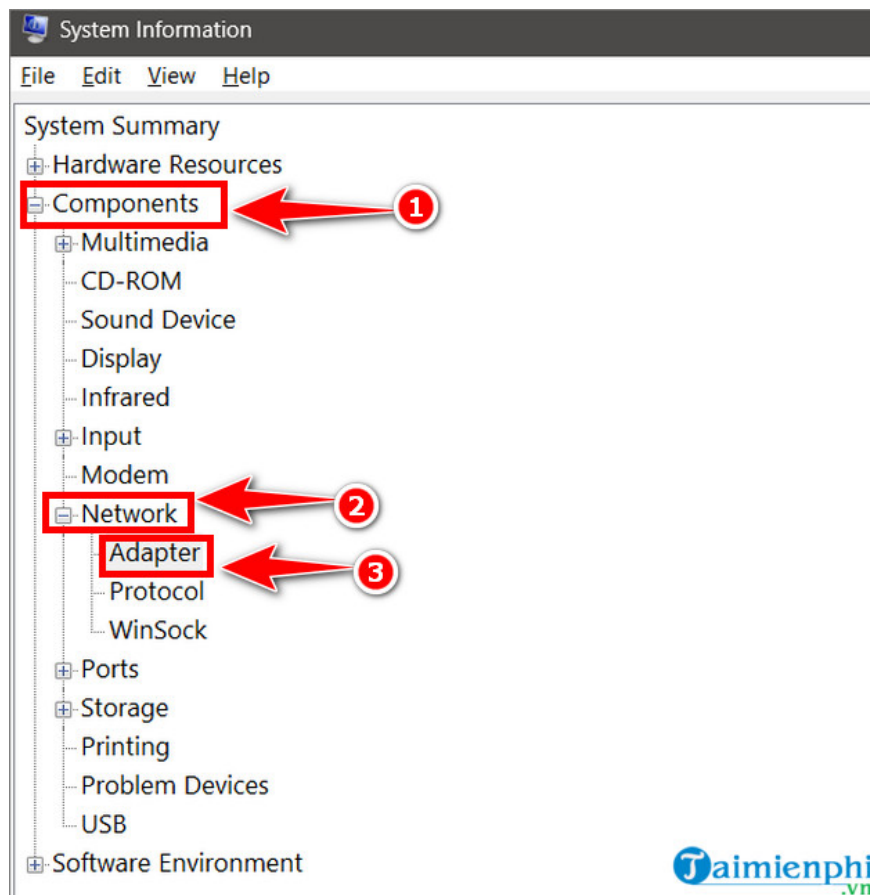 System Information
File Edit View Help
System Summary
Hardware Resources
Components
1
Multimedia
CD-ROM
Sound Device
Display
Infrared
Input
Modem
2
Network
Adapter
3
Protocol
WinSock
Ports
Storage
Printing
Problem Devices
USB
Software Environment
Taimienphi
.vn